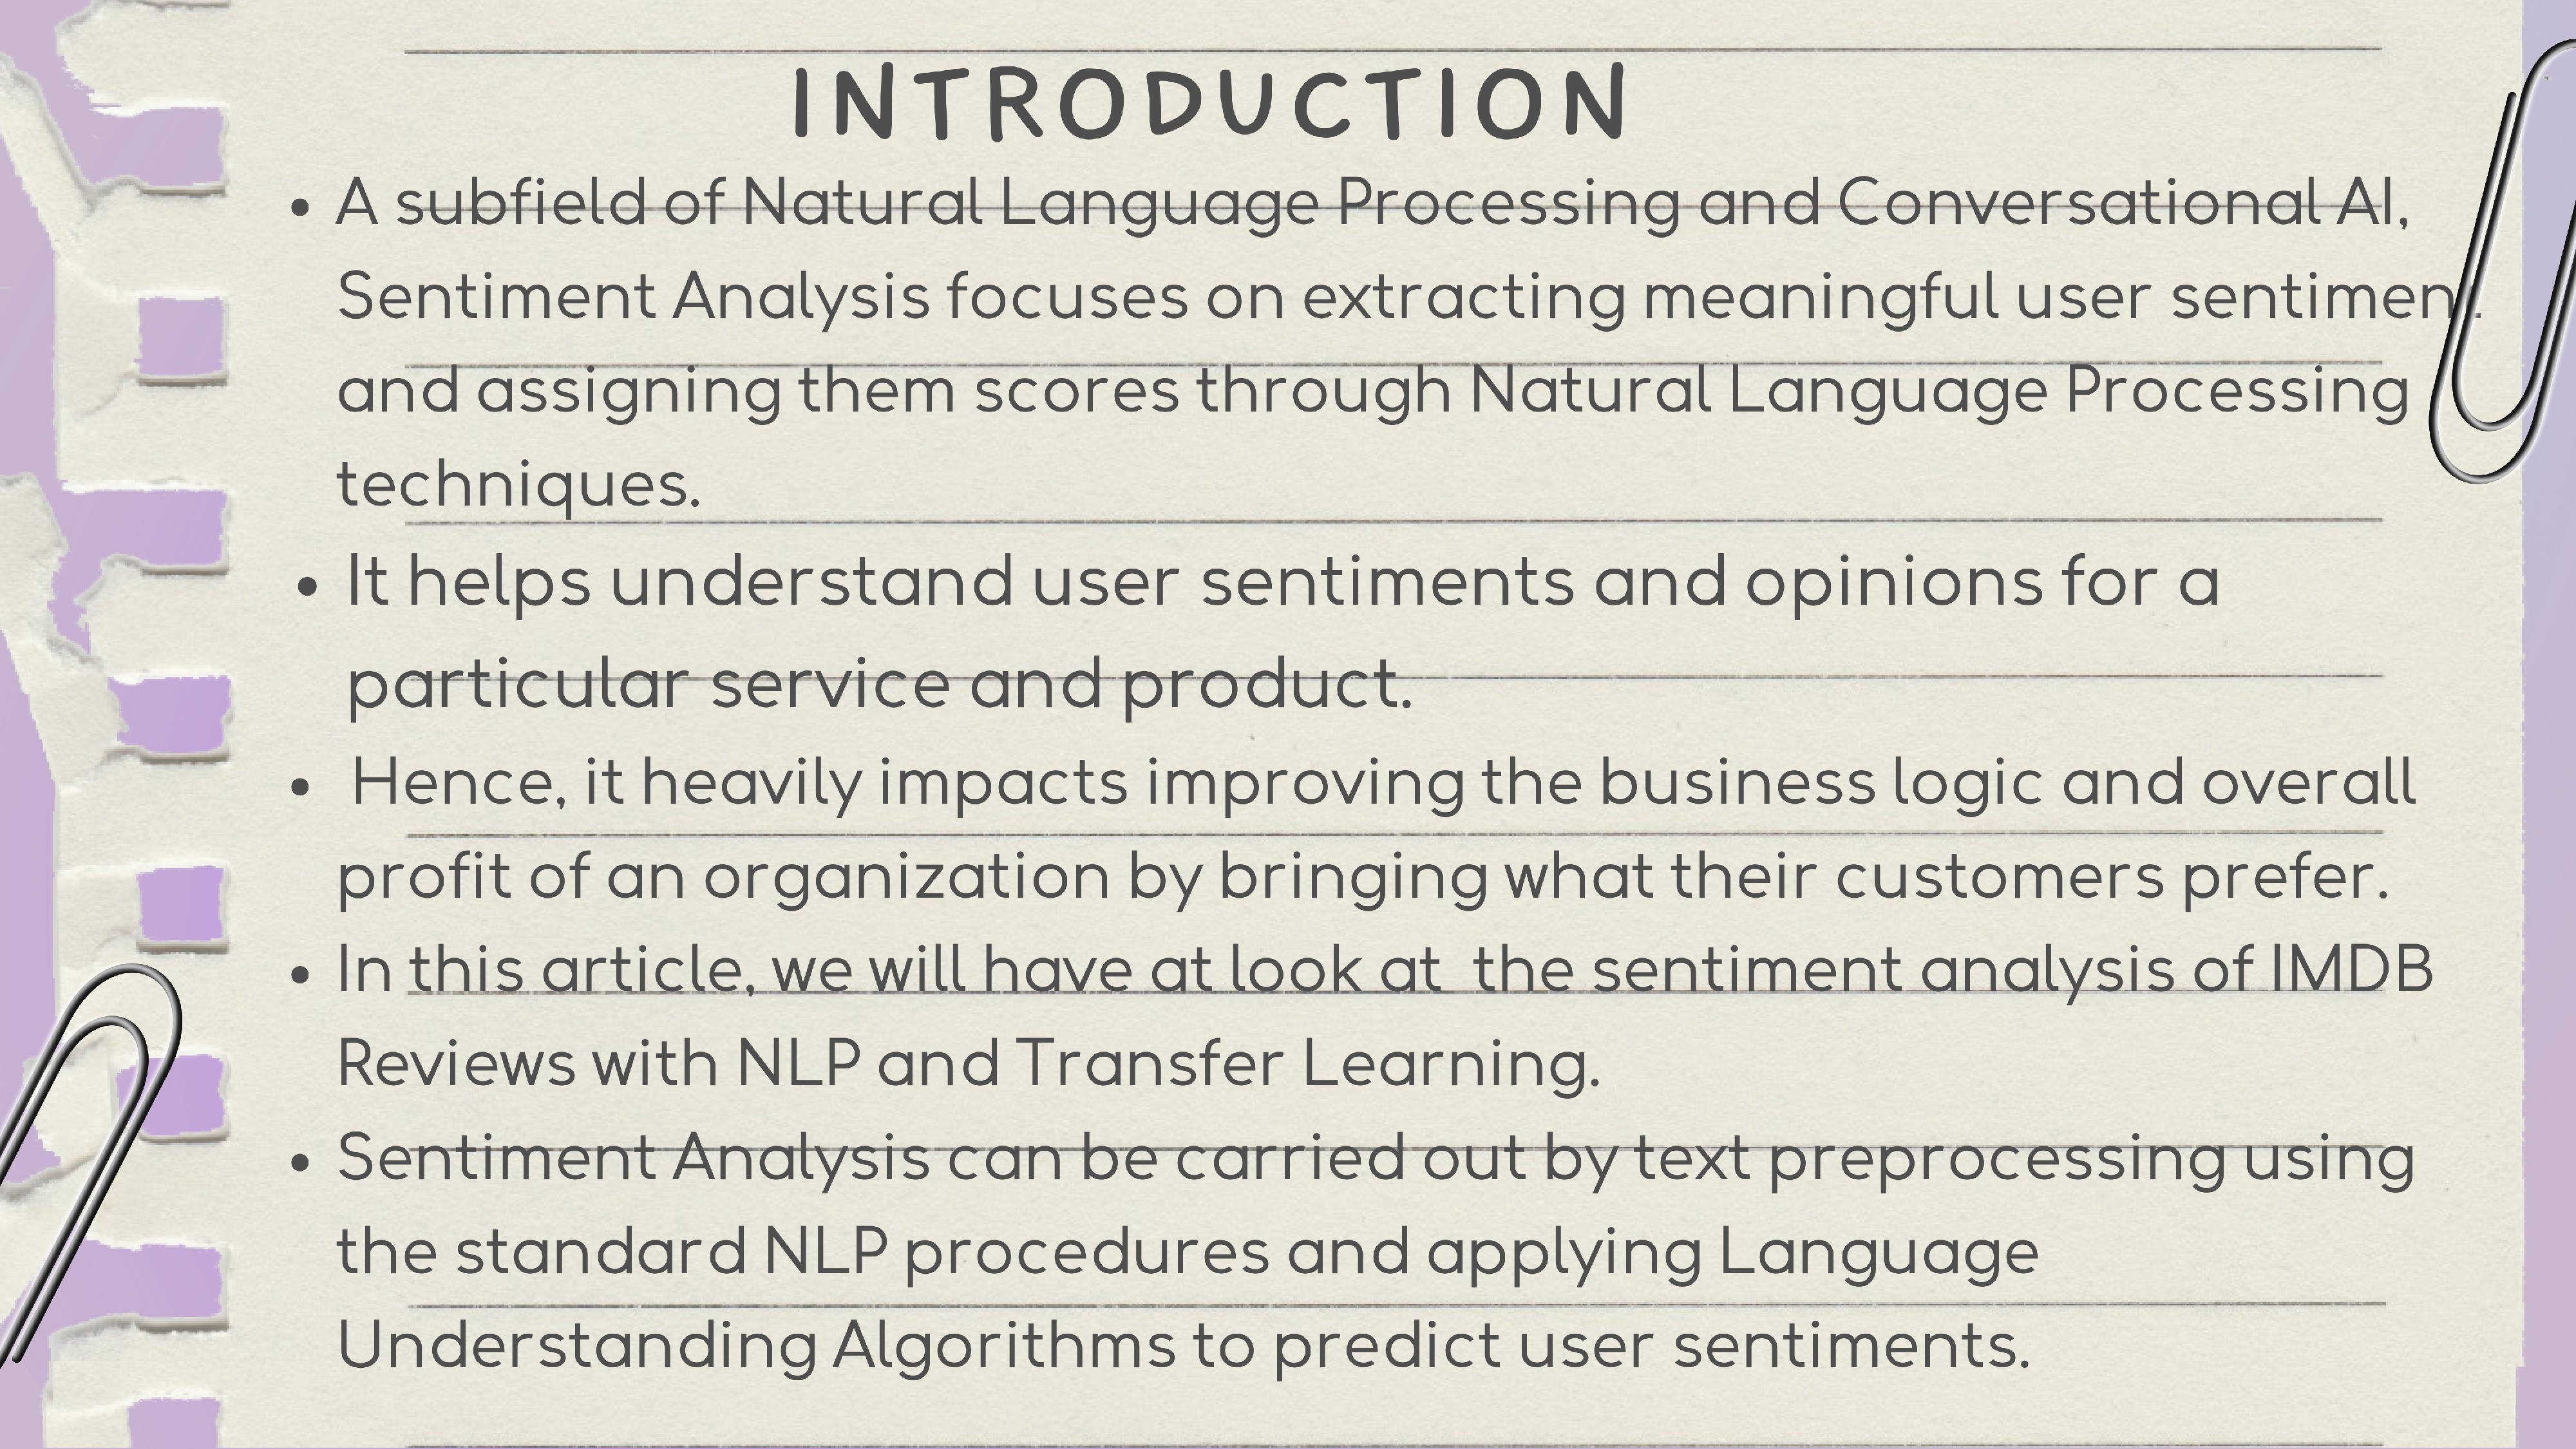 INTRODUCTION
• A subfield of Natural Language Processing and Conversational AI,
Sentiment Analysis focuses on extracting meaningful user
and assigning them scores through Natural Language Processing
techniques.
• It helps understand user sentiments and opinions for a
particular service and product.
• Hence, it heavily impacts improving the business logic and overall
profit of an organization by bringing what their customers prefer.
• In this article, we will have at look at  the sentiment analysis of IMDB
Reviews with NLP and Transfer Learning.
• Sentiment Analysis can be carried out by text preprocessing using
the standard NLP procedures and applying Language
Understanding Algorithms to predict user sentiments.